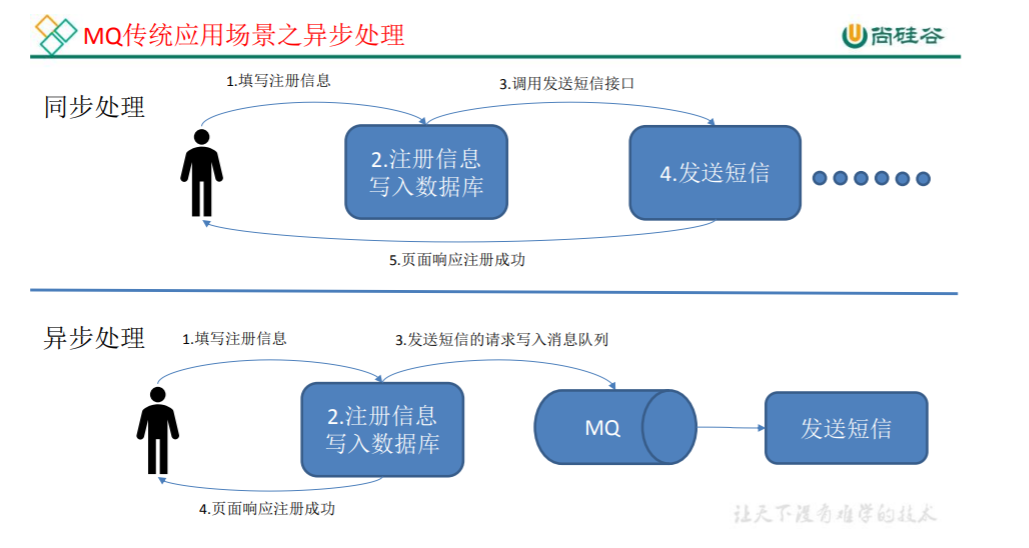 MQ传统应用场景之异步处理
尚硅谷
同步处理
1.填写注册信息
3.调用发送短信接口
2.注册信息
写入数据库
4.发送短信
5.页面响应注册成功
异步处理
1.填写注册信息
3.发送短信的请求写入消息队列
2.注册信息
写入数据库
MQ
发送短信
4.页面响应注册成功
让天下没有难学的技术